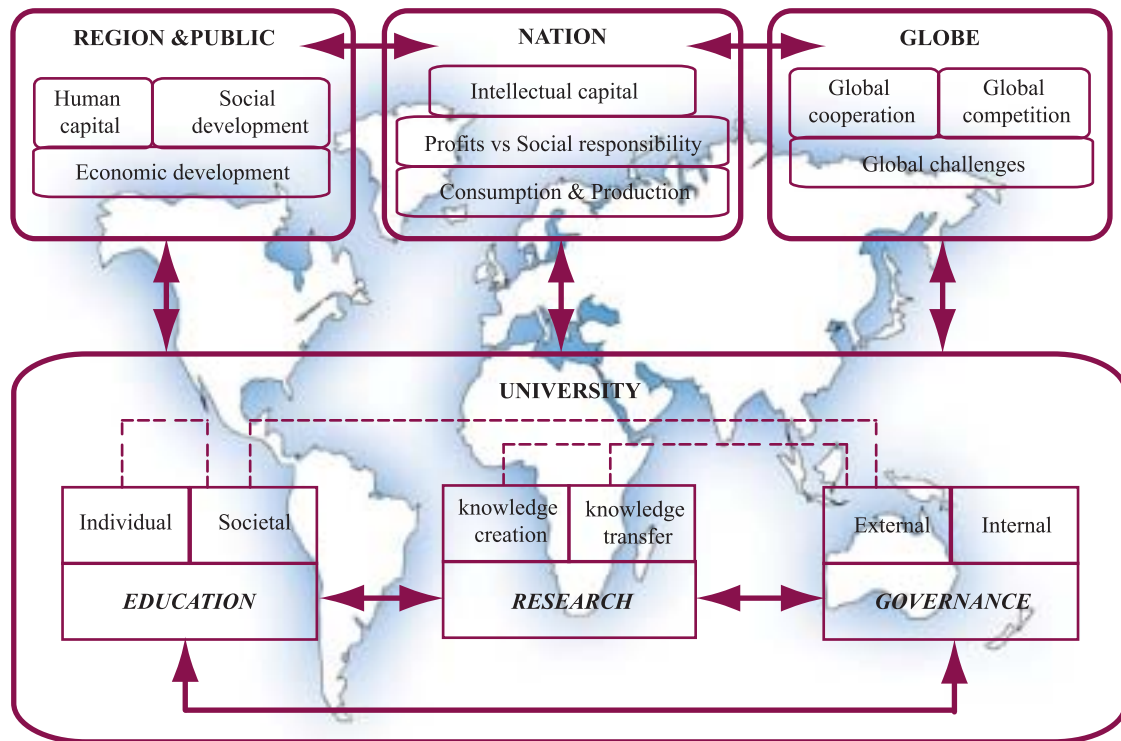 REGION &PUBLIC
Human
capital
Social
development
Economic development
NATION
Intellectual capital
Profits vs Social responsibility
Consumption & Production
GLOBE
Global
cooperation
Global
competition
Global challenges
UNIVERSITY
Individual
Societal
EDUCATION
knowledge
creation
knowledge
transfer
RESEARCH
External
Internal
GOVERNANCE